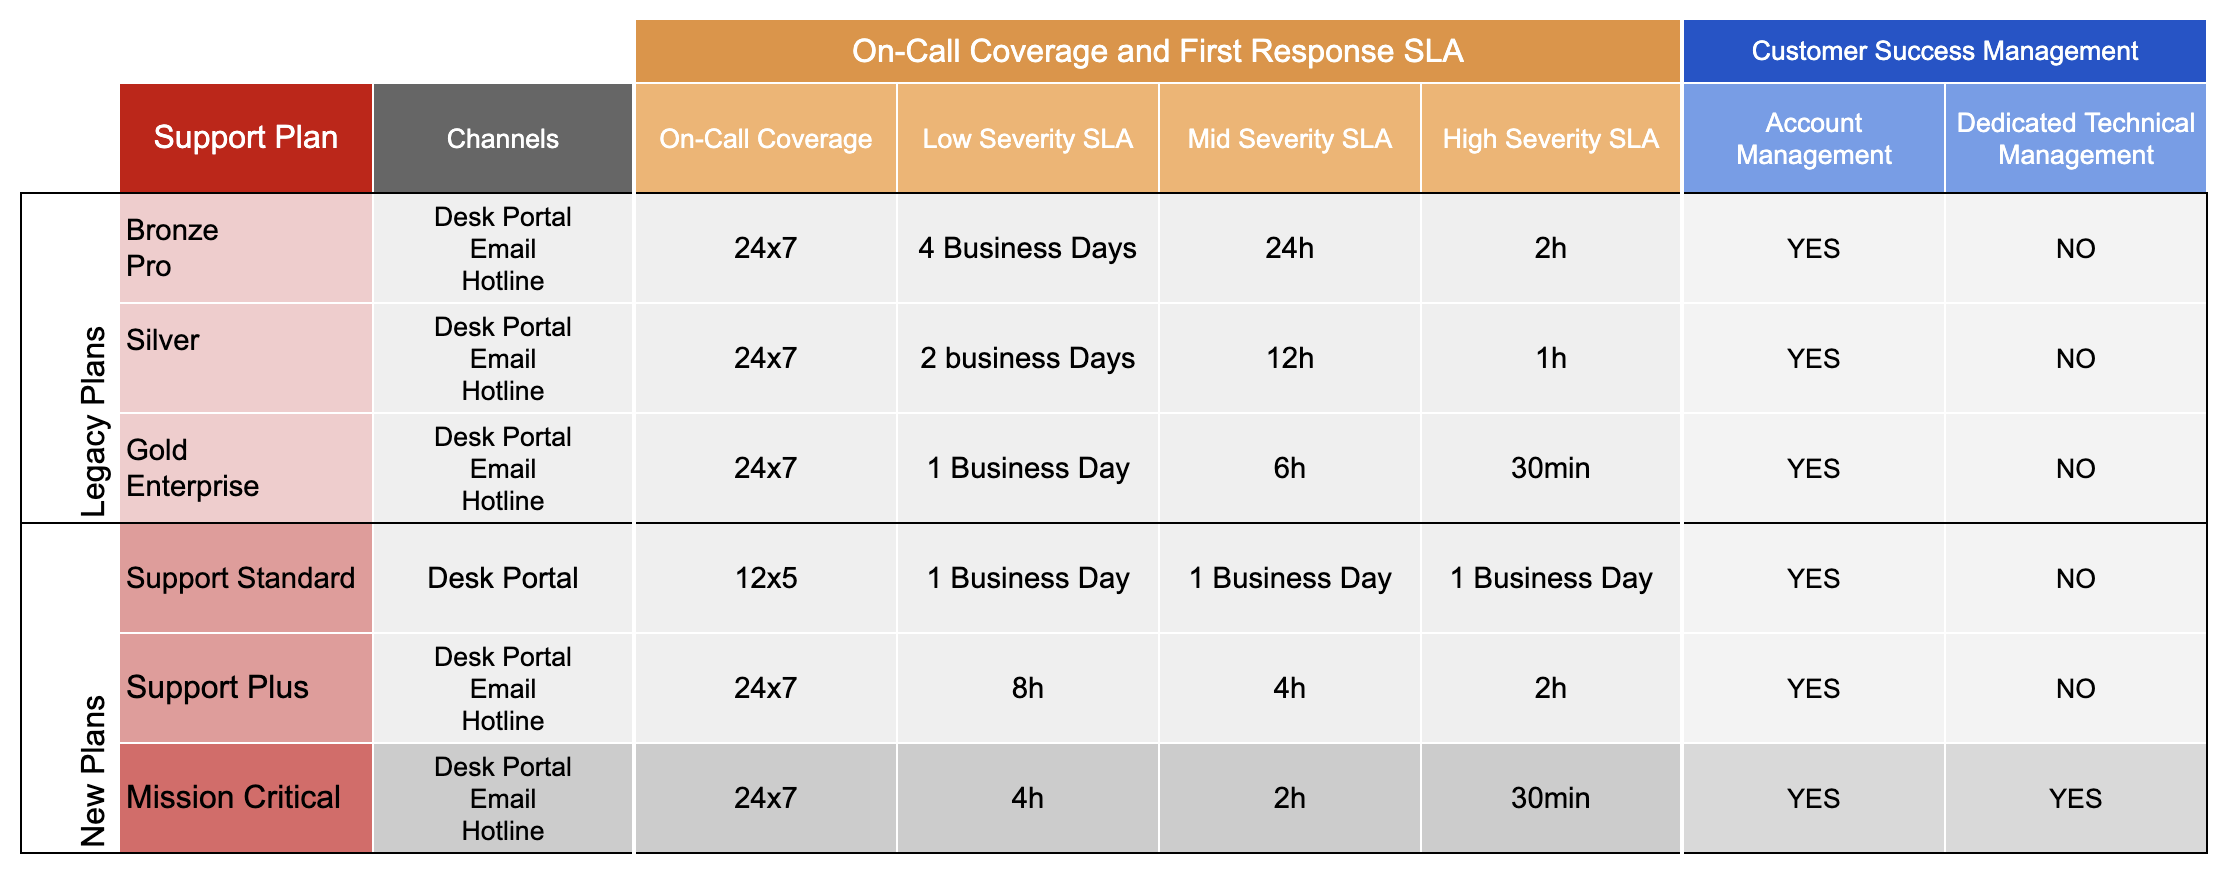 On-Call Coverage and First Response SLA
Customer Success Management
Support Plan
Channels
On-Call Coverage
Low Severity SLA
Mid Severity SLA
High Severity SLA
Account
Management
Dedicated Technical
Management
Legacy Plans
Bronze
Pro
Desk Portal
Email
Hotline
24x7
4 Business Days
24h
2h
YES
NO
Silver
Desk Portal
Email
Hotline
24x7
2 business Days
12h
1h
YES
NO
Gold
Enterprise
Desk Portal
Email
Hotline
24x7
1 Business Day
6h
30min
YES
NO
New Plans
Support Standard
Desk Portal
12x5
1 Business Day
1 Business Day
1 Business Day
YES
NO
Support Plus
Desk Portal
Email
Hotline
24x7
8h
4h
2h
YES
NO
Mission Critical
Desk Portal
Email
Hotline
24x7
4h
2h
30min
YES
YES